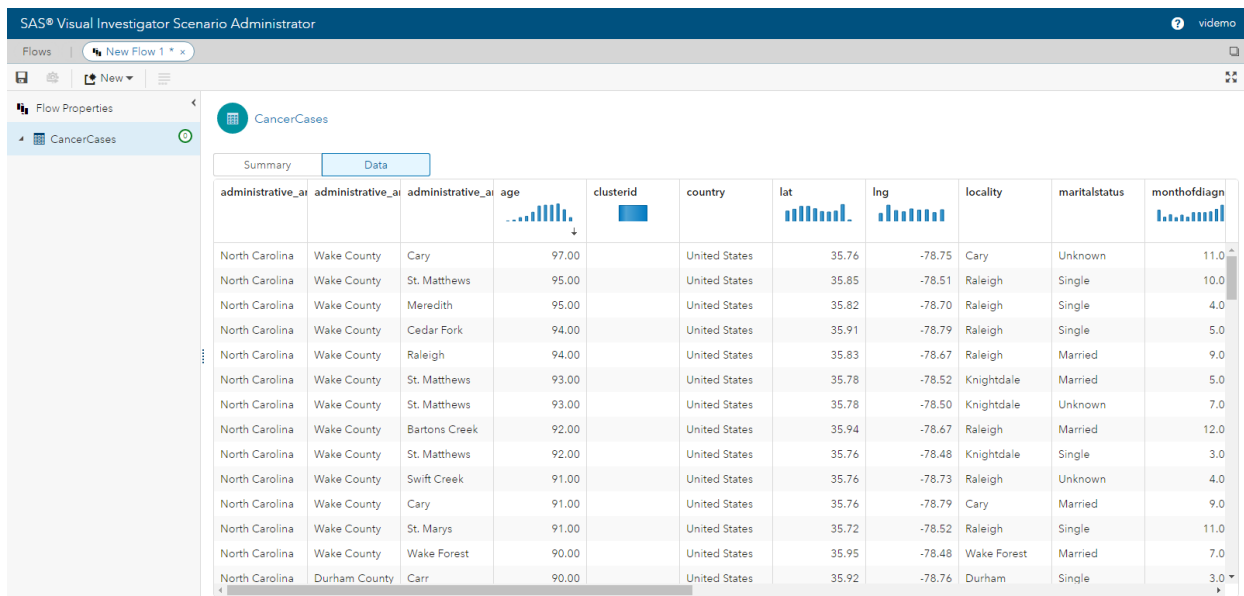 SAS® Visual Investigator Scenario Administrator ? videmo
Flows | New Flow 1 * ×
New
Flow Properties
CancerCases 0
CancerCases
Summary Data
administrative_ar administrative_ar administrative_ar age clusterid country lat lng locality maritalstatus monthofdiagn
North Carolina Wake County Cary 97.00 United States 35.76 -78.75 Cary Unknown 11.0
North Carolina Wake County St. Matthews 95.00 United States 35.85 -78.51 Raleigh Single 10.0
North Carolina Wake County Meredith 95.00 United States 35.82 -78.70 Raleigh Single 4.0
North Carolina Wake County Cedar Fork 94.00 United States 35.91 -78.79 Raleigh Single 5.0
North Carolina Wake County Raleigh 94.00 United States 35.83 -78.67 Raleigh Married 9.0
North Carolina Wake County St. Matthews 93.00 United States 35.78 -78.52 Knightdale Married 5.0
North Carolina Wake County St. Matthews 93.00 United States 35.78 -78.50 Knightdale Unknown 7.0
North Carolina Wake County Bartons Creek 92.00 United States 35.94 -78.67 Raleigh Married 12.0
North Carolina Wake County St. Matthews 92.00 United States 35.76 -78.48 Knightdale Single 3.0
North Carolina Wake County Swift Creek 91.00 United States 35.76 -78.73 Raleigh Unknown 4.0
North Carolina Wake County Cary 91.00 United States 35.76 -78.79 Cary Married 9.0
North Carolina Wake County St. Marys 91.00 United States 35.72 -78.52 Raleigh Single 11.0
North Carolina Wake County Wake Forest 90.00 United States 35.95 -78.48 Wake Forest Married 7.0
North Carolina Durham County Carr 90.00 United States 35.92 -78.76 Durham Single 3.0